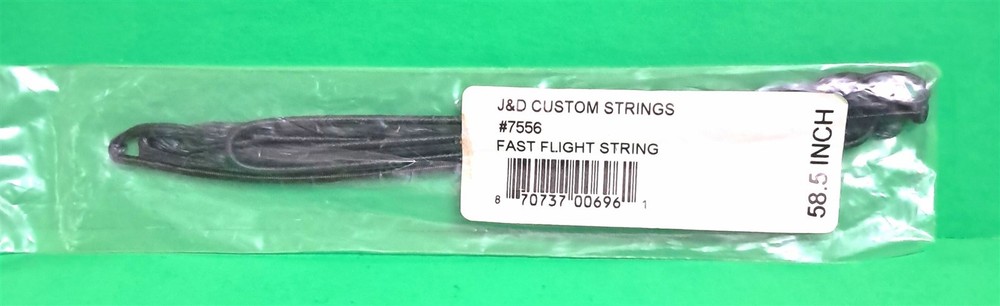 J&D CUSTOM STRINGS
#7556
FAST FLIGHT STRING
8 70737 00696 1
58.5 INCH